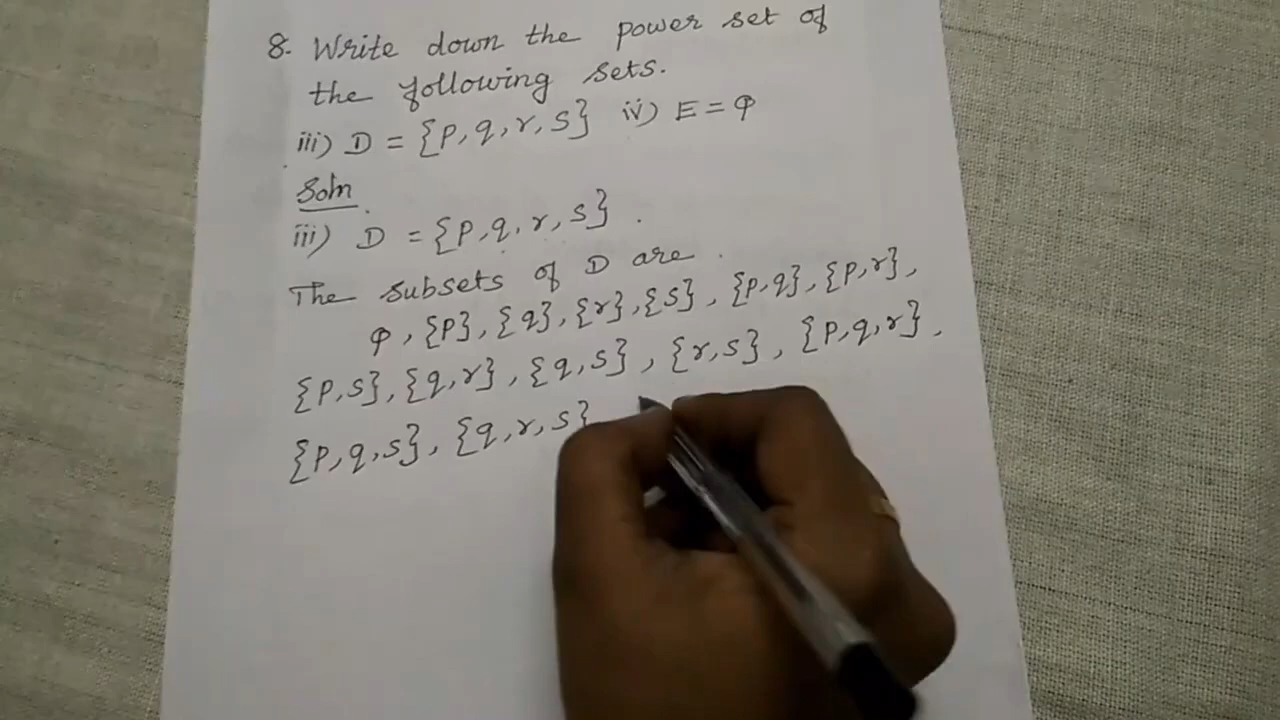 8. Write down the power set of
the following sets.
iii) D = {p, q, r, s} iv) E = φ
Soln
iii) D = {p, q, r, s}.
The subsets of D are.
φ, {p}, {q}, {r}, {s}, {p,q}, {p,r},
{p,s}, {q,r}, {q,s}, {r,s}, {p,q,r},
{p,q,s}, {q,r,s}